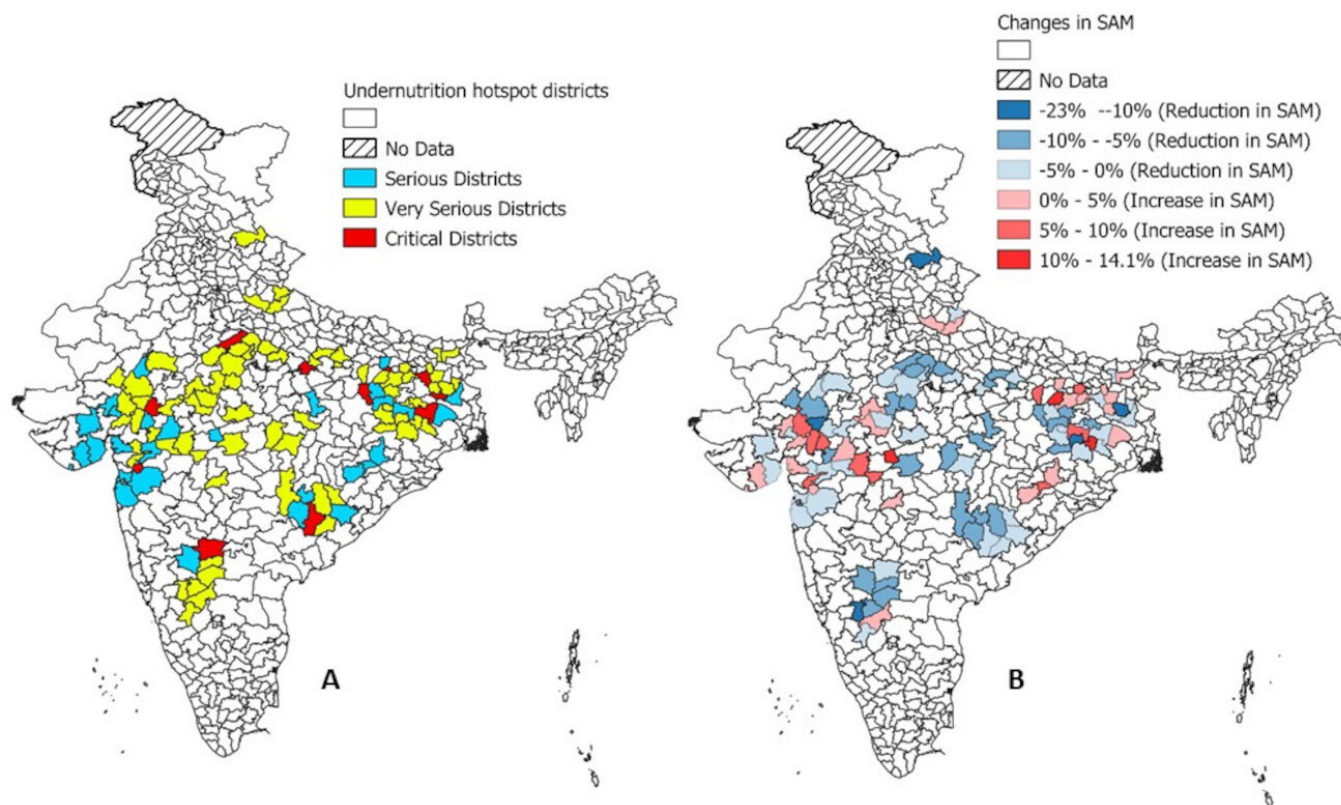 Undernutrition hotspot districts
No Data
Serious Districts
Very Serious Districts
Critical Districts
A
Changes in SAM
No Data
-23% --10% (Reduction in SAM)
-10% - -5% (Reduction in SAM)
-5% - 0% (Reduction in SAM)
0% - 5% (Increase in SAM)
5% - 10% (Increase in SAM)
10% - 14.1% (Increase in SAM)
B